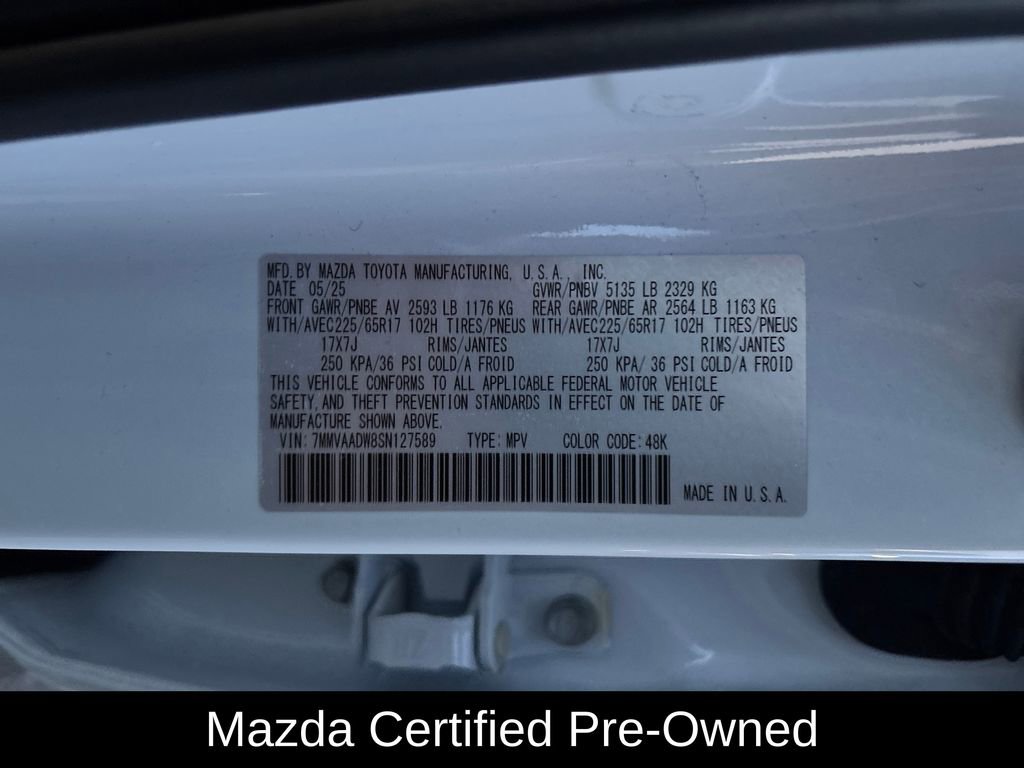 MFD. BY MAZDA TOYOTA MANUFACTURING, U.S.A., INC.
DATE 05/25 GVWR/PNBV 5135 LB 2329 KG
FRONT GAWR/PNBE AV 2593 LB 1176 KG REAR GAWR/PNBE AR 2564 LB 1163 KG
WITH/AVEC225/65R17 102H TIRES/PNEUS WITH/AVEC225/65R17 102H TIRES/PNEUS
17X7J RIMS/JANTES 17X7J RIMS/JANTES
250 KPA/36 PSI COLD/A FROID 250 KPA/ 36 PSI COLD/A FROID
THIS VEHICLE CONFORMS TO ALL APPLICABLE FEDERAL MOTOR VEHICLE
SAFETY, AND THEFT PREVENTION STANDARDS IN EFFECT ON THE DATE OF
MANUFACTURE SHOWN ABOVE.
VIN: 7MMVAADW8SN127589 TYPE: MPV COLOR CODE: 48K
MADE IN U.S.A.
Mazda Certified Pre-Owned